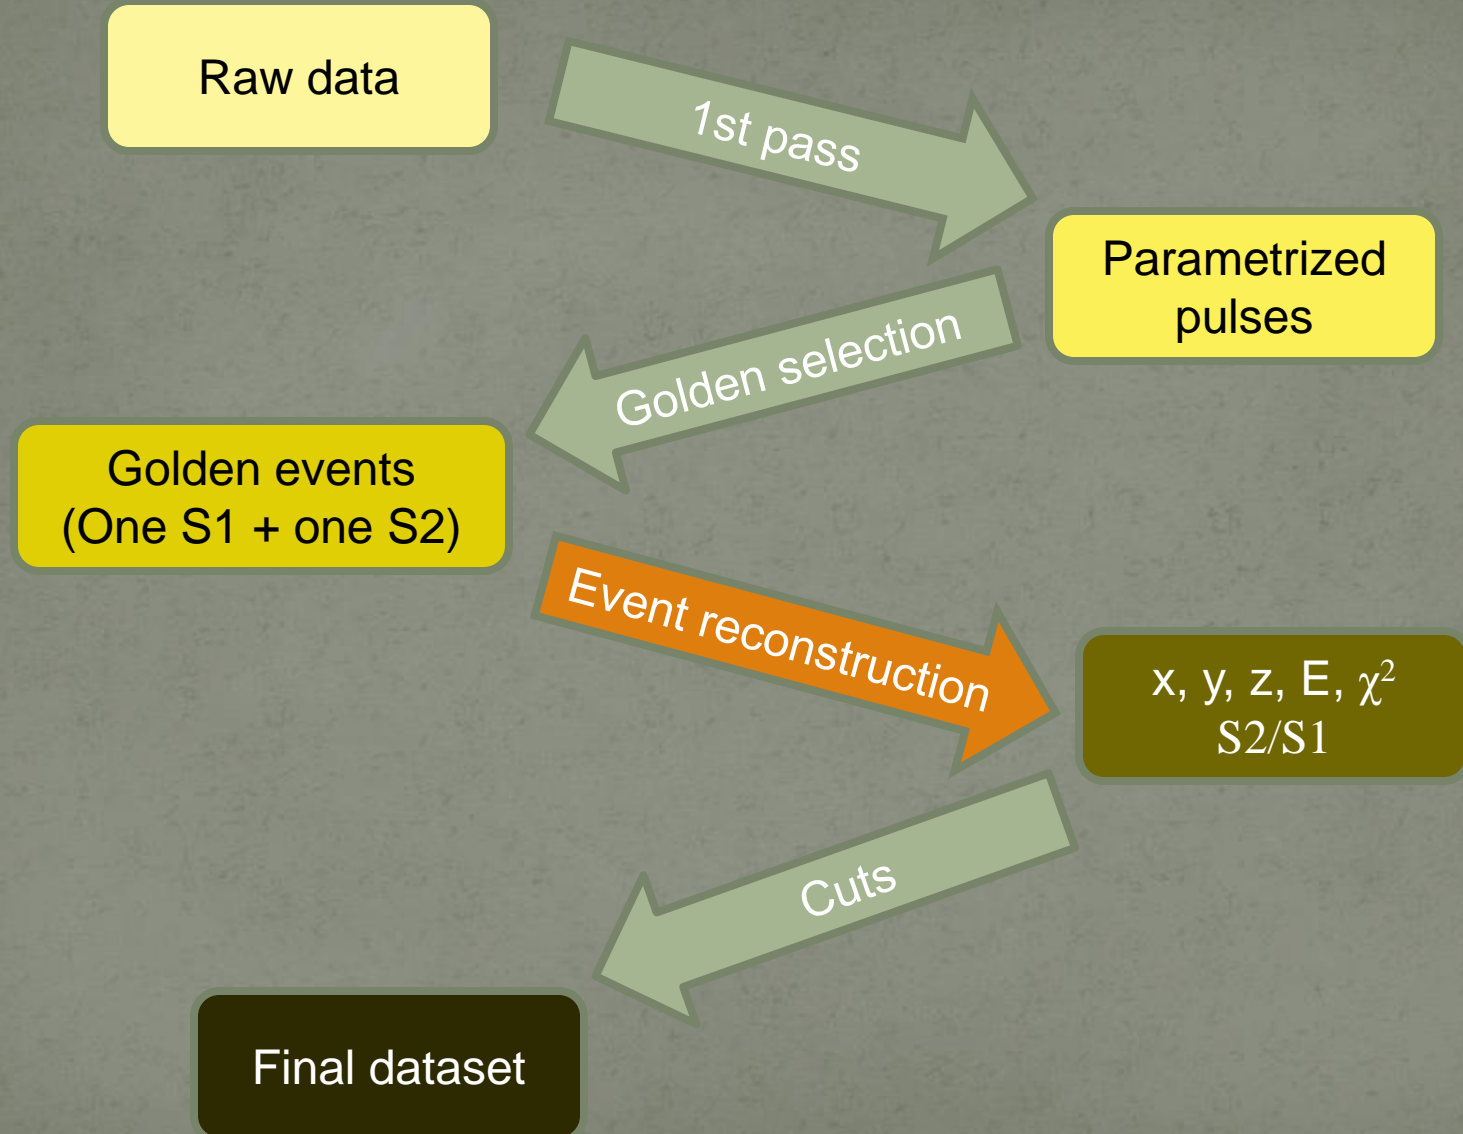 Raw data
1st pass
Parametrized
pulses
Golden selection
Golden events
(One S1 + one S2)
Event reconstruction
x, y, z, E, χ²
S2/S1
Cuts
Final dataset